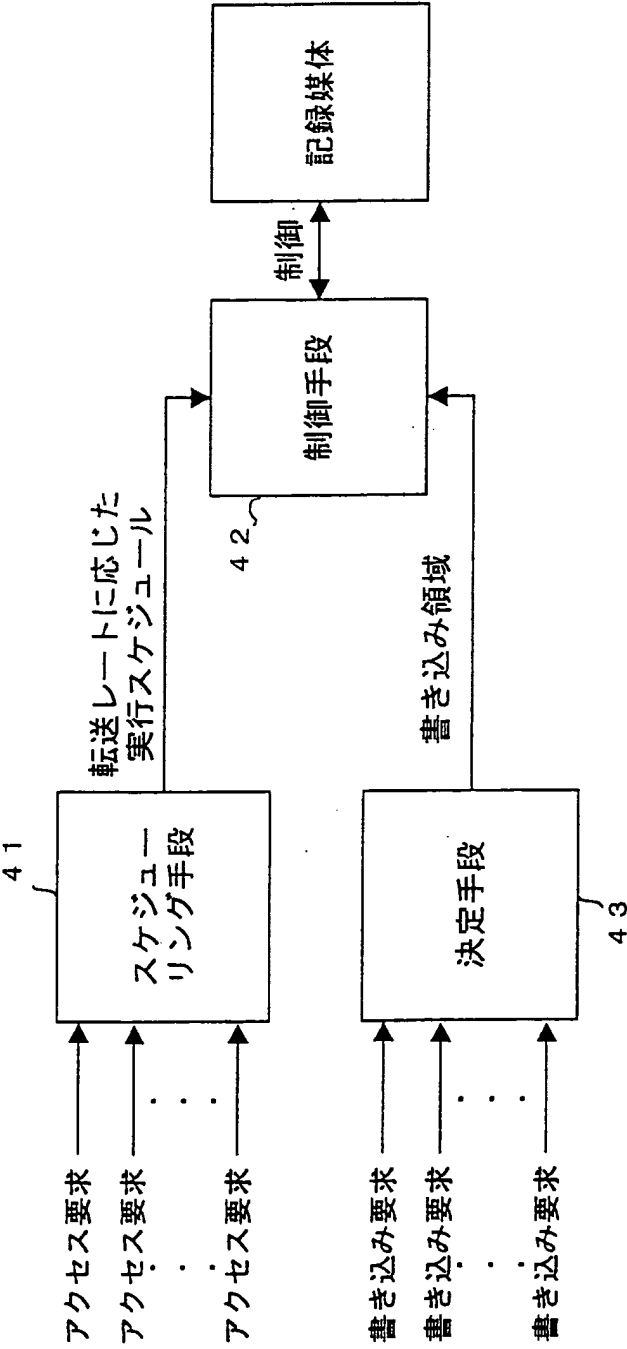 アクセス要求
アクセス要求
アクセス要求
スケジュー
リング手段
41
転送レートに応じた
実行スケジュール
制御手段
42
制御
記録媒体
書き込み要求
書き込み要求
書き込み要求
決定手段
43
書き込み領域